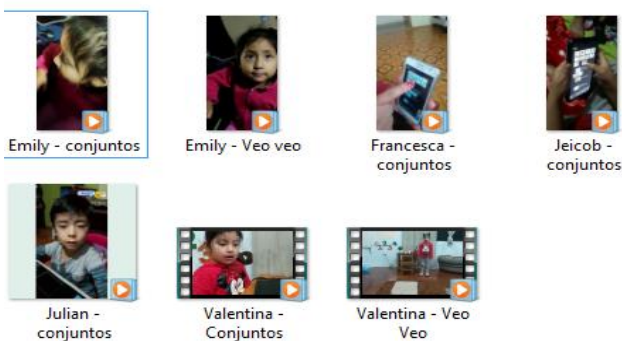 Emily - conjuntos
Emily - Veo veo
Francesca -
conjuntos
Jeicob -
conjuntos
Julian -
conjuntos
Valentina -
Conjuntos
Valentina - Veo
Veo